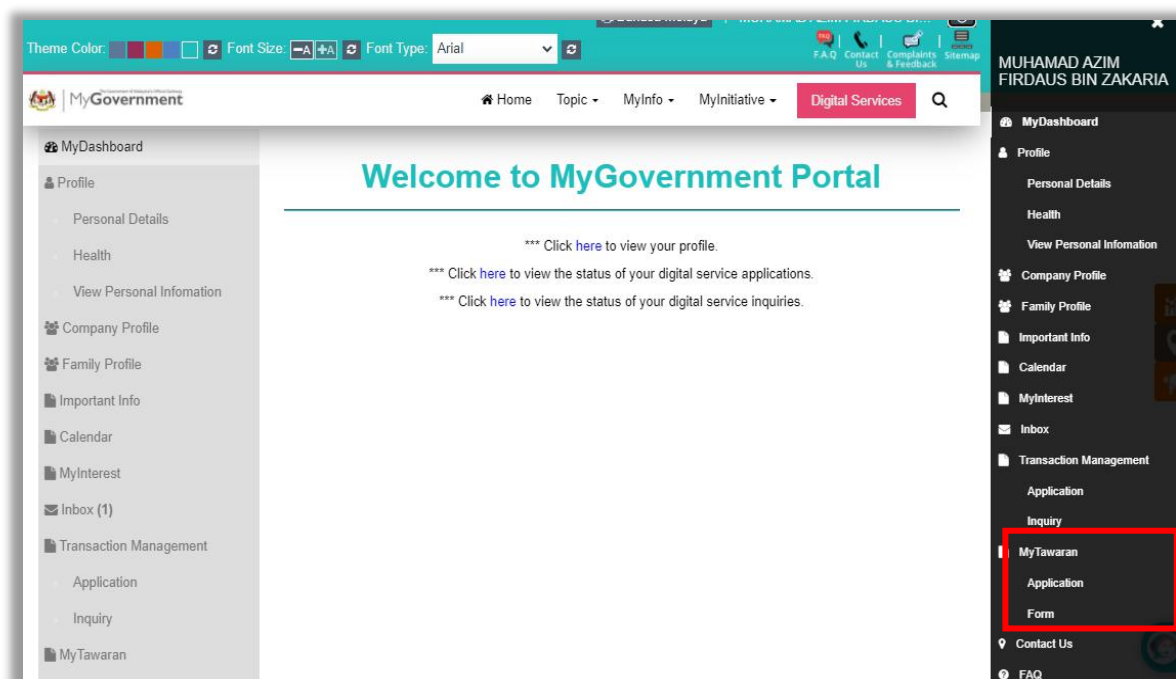 MUHAMAD AZIM FIRDAUS BI...
Theme Color:
Font Size: -A +A
Font Type: Arial
FAQ
F.A.Q
Contact Us
Complaints & Feedback
Sitemap
MyGovernment
Home
Topic
MyInfo
MyInitiative
Digital Services
MyDashboard
Profile
Personal Details
Health
View Personal Infomation
Company Profile
Family Profile
Important Info
Calendar
MyInterest
Inbox (1)
Transaction Management
Application
Inquiry
MyTawaran
Welcome to MyGovernment Portal
*** Click here to view your profile.
*** Click here to view the status of your digital service applications.
*** Click here to view the status of your digital service inquiries.
MUHAMAD AZIM
FIRDAUS BIN ZAKARIA
MyDashboard
Profile
Personal Details
Health
View Personal Infomation
Company Profile
Family Profile
Important Info
Calendar
MyInterest
Inbox
Transaction Management
Application
Inquiry
MyTawaran
Application
Form
Contact Us
FAQ